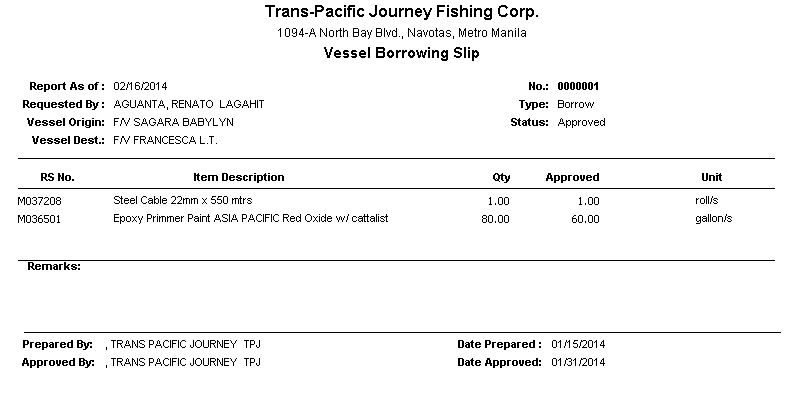 Trans-Pacific Journey Fishing Corp.
1094-A North Bay Blvd., Navotas, Metro Manila
Vessel Borrowing Slip
Report As of : 02/16/2014 No.: 0000001
Requested By : AGUANTA, RENATO LAGAHIT Type: Borrow
Vessel Origin: F/V SAGARA BABYLYN Status: Approved
Vessel Dest.: F/V FRANCESCA L.T.
RS No. Item Description Qty Approved Unit
M037208 Steel Cable 22mm x 550 mtrs 1.00 1.00 roll/s
M036501 Epoxy Primmer Paint ASIA PACIFIC Red Oxide w/ cattalist 80.00 60.00 gallon/s
Remarks:
Prepared By: , TRANS PACIFIC JOURNEY TPJ Date Prepared : 01/15/2014
Approved By: , TRANS PACIFIC JOURNEY TPJ Date Approved: 01/31/2014